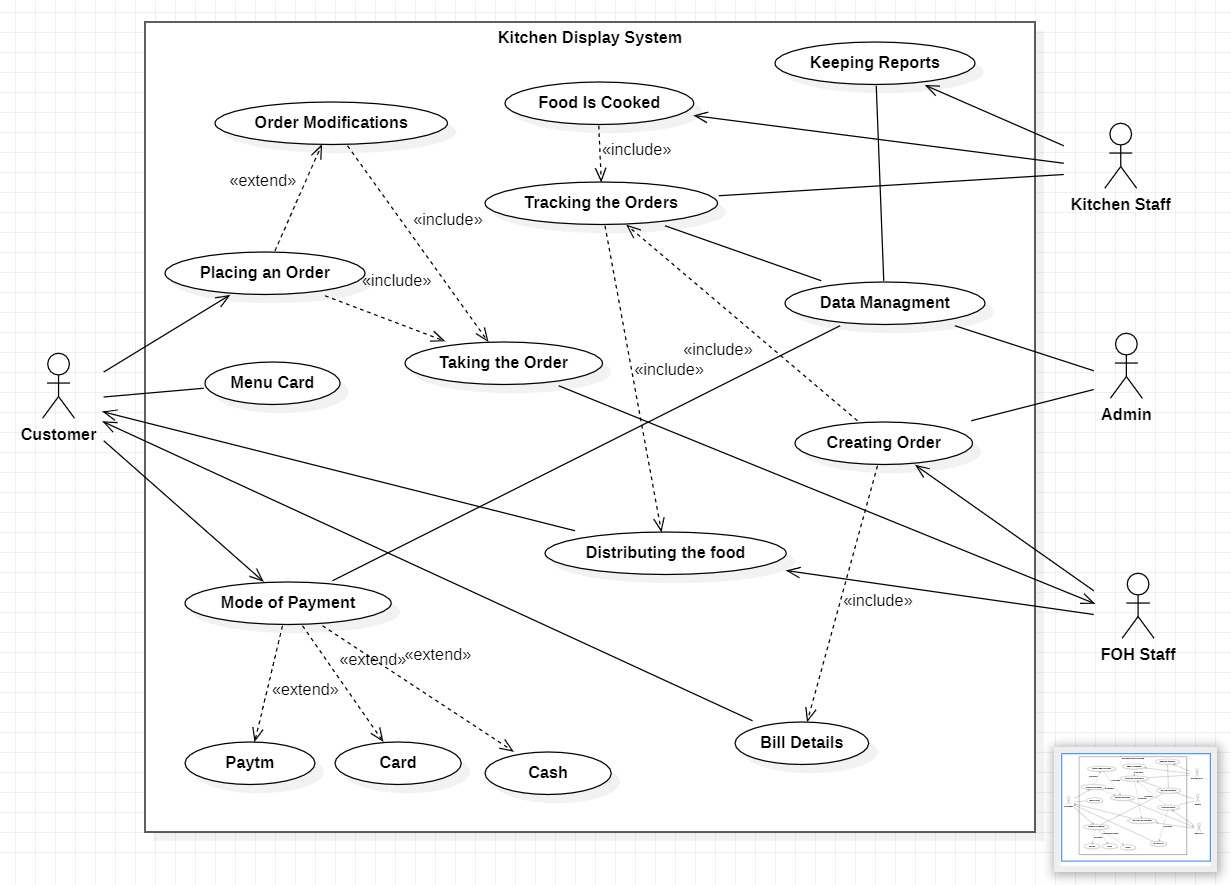 Kitchen Display System
Keeping Reports
Food Is Cooked
Order Modifications
«include»
«extend»
Tracking the Orders
Kitchen Staff
«include»
Placing an Order
«include»
Data Managment
«include»
Taking the Order
«include»
Menu Card
Customer
Admin
Creating Order
Distributing the food
Mode of Payment
«include»
«extend»
«extend»
FOH Staff
«extend»
Bill Details
Paytm
Card
Cash